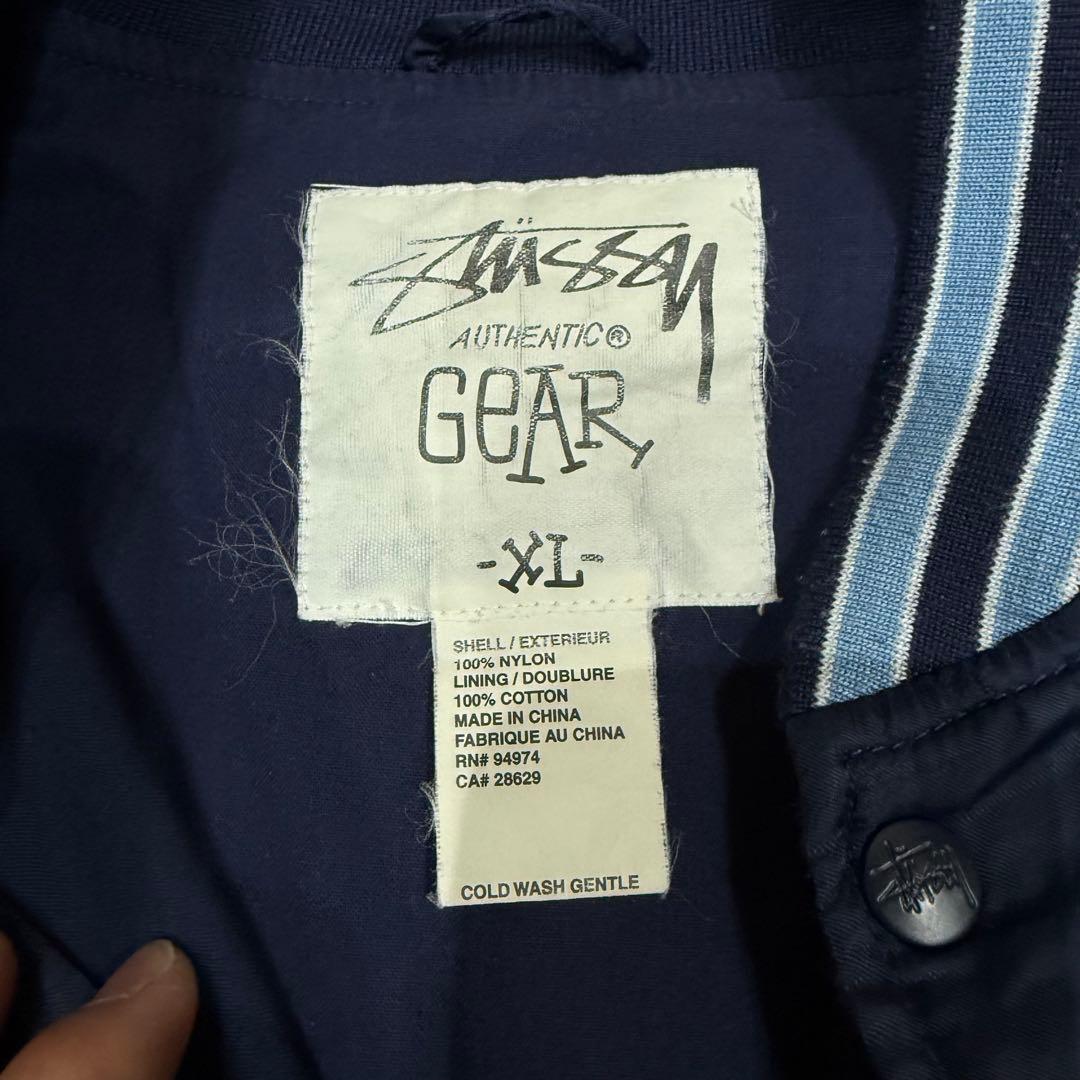 Stüssy
AUTHENTIC®
GEAR
-XL-
SHELL / EXTERIEUR
100% NYLON
LINING / DOUBLURE
100% COTTON
MADE IN CHINA
FABRIQUE AU CHINA
RN# 94974
CA# 28629
COLD WASH GENTLE
Stüssy